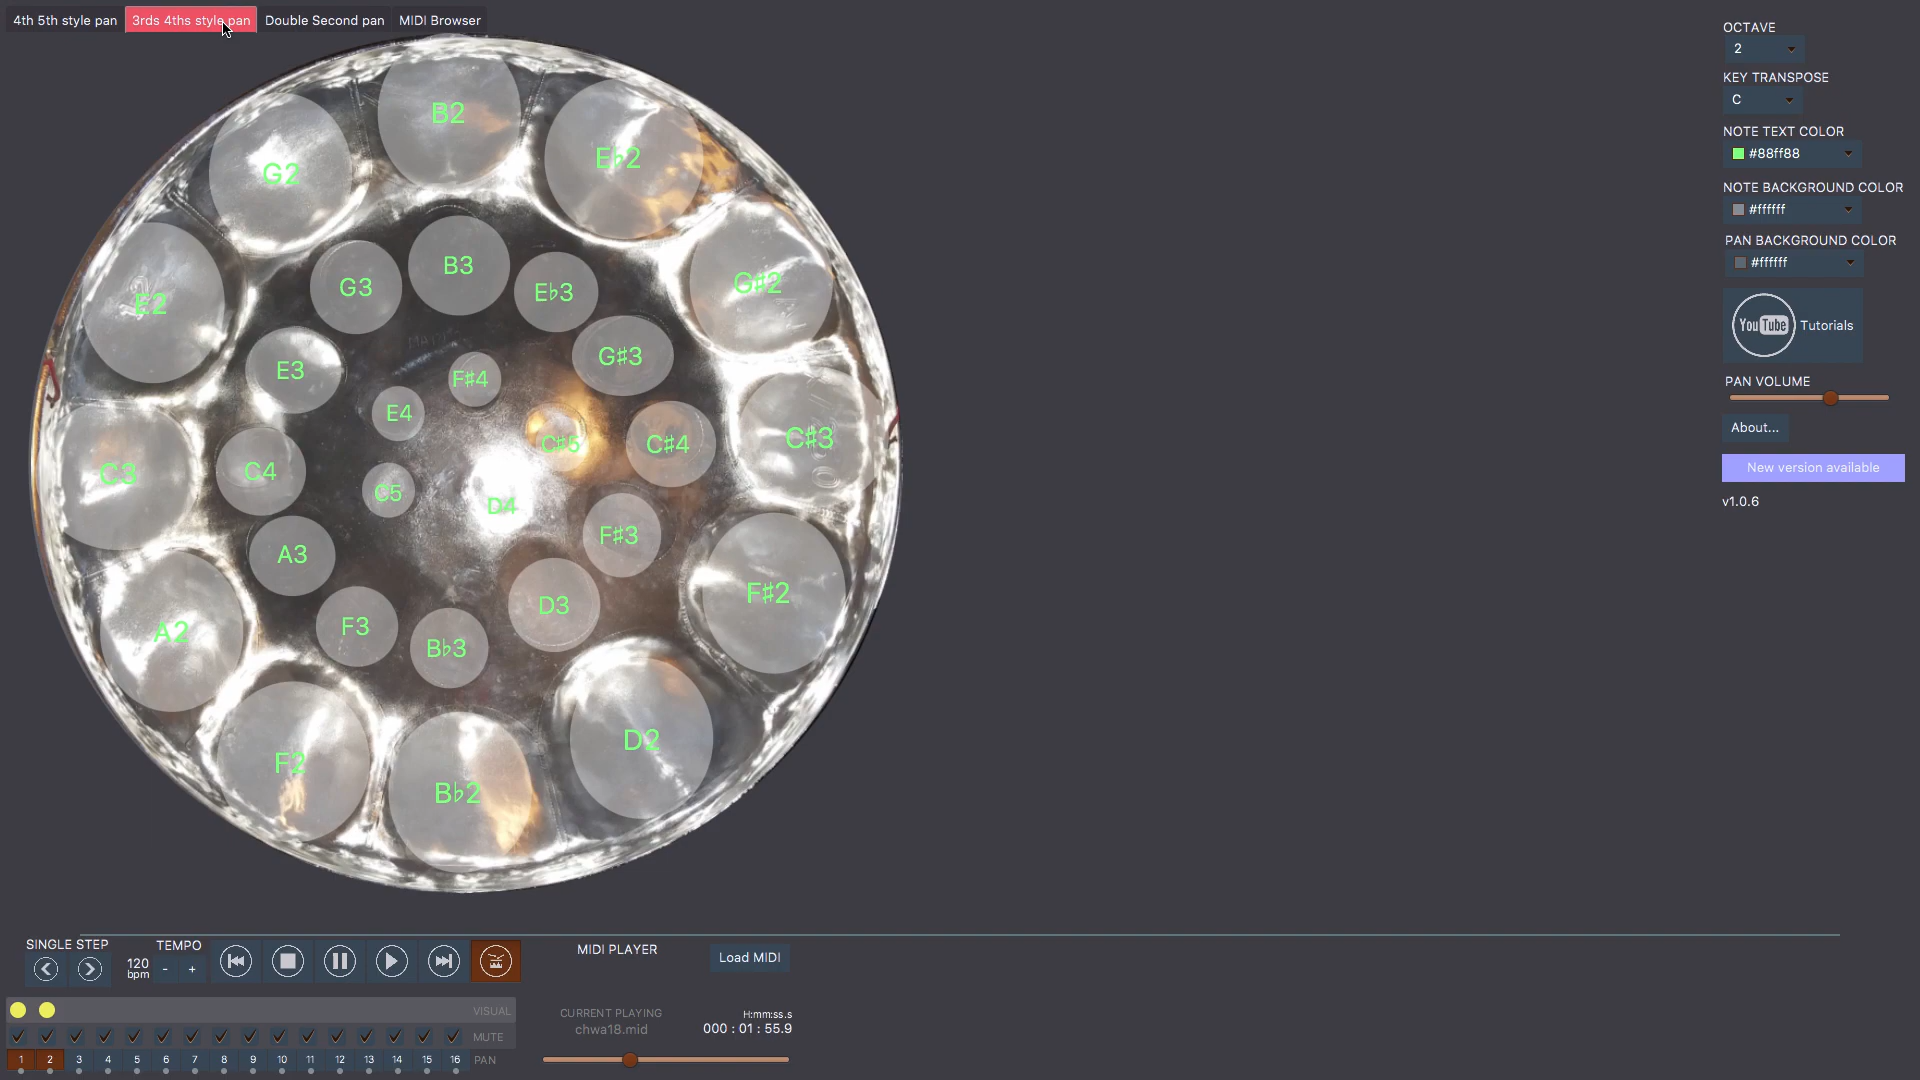 4th 5th style pan
3rds 4ths style pan
Double Second pan
MIDI Browser
OCTAVE
2
KEY TRANSPOSE
C
NOTE TEXT COLOR
#88ff88
NOTE BACKGROUND COLOR
#ffffff
PAN BACKGROUND COLOR
#ffffff
YouTube Tutorials
PAN VOLUME
About...
New version available
v1.0.6
B2
E♭2
G2
G♯2
E2
B3
G3
E♭3
G♯3
E3
F♯4
E4
C♯5
C♯4
C♯3
C3
C4
C5
D4
F♯3
A3
F♯2
D3
F3
B♭3
A2
D2
F2
B♭2
SINGLE STEP
TEMPO
120
bpm
-
+
MIDI PLAYER
Load MIDI
VISUAL
MUTE
1 2 3 4 5 6 7 8 9 10 11 12 13 14 15 16 PAN
CURRENT PLAYING
chwa18.mid
H:mm:ss.s
000 : 01 : 55.9